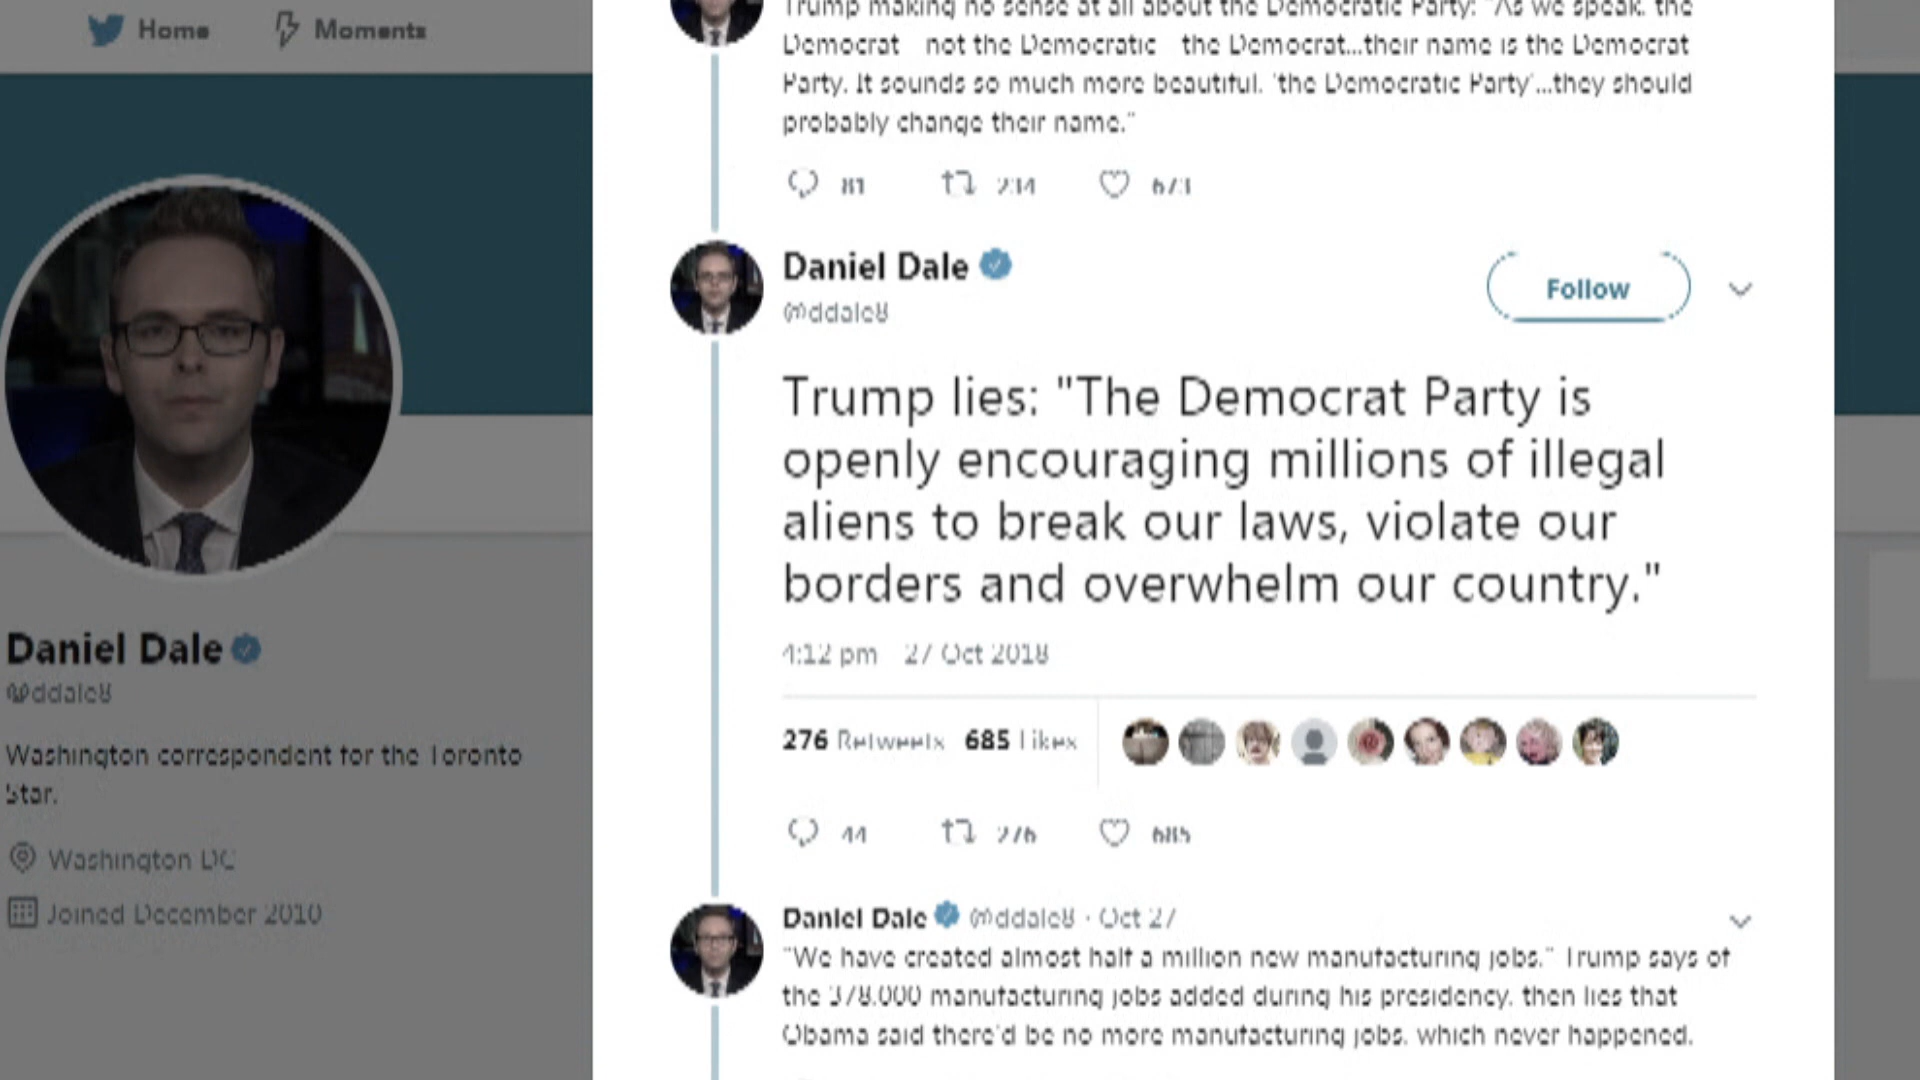 Home Moments
Trump making no sense at all about the Democratic Party: "As we speak, the
Democrat not the Democratic the Democrat...their name is the Democrat
Party. It sounds so much more beautiful. 'the Democratic Party'...they should
probably change their name."
81 234 673
Daniel Dale
@ddale8
Follow
Trump lies: "The Democrat Party is
openly encouraging millions of illegal
aliens to break our laws, violate our
borders and overwhelm our country."
4:12 pm 27 Oct 2018
276 Retweets 685 Likes
44 276 685
Daniel Dale @ddale8 · Oct 27
"We have created almost half a million new manufacturing jobs." Trump says of
the 378,000 manufacturing jobs added during his presidency, then lies that
Obama said there'd be no more manufacturing jobs, which never happened.
Daniel Dale
@ddale8
Washington correspondent for the Toronto
Star.
Washington DC
Joined December 2010